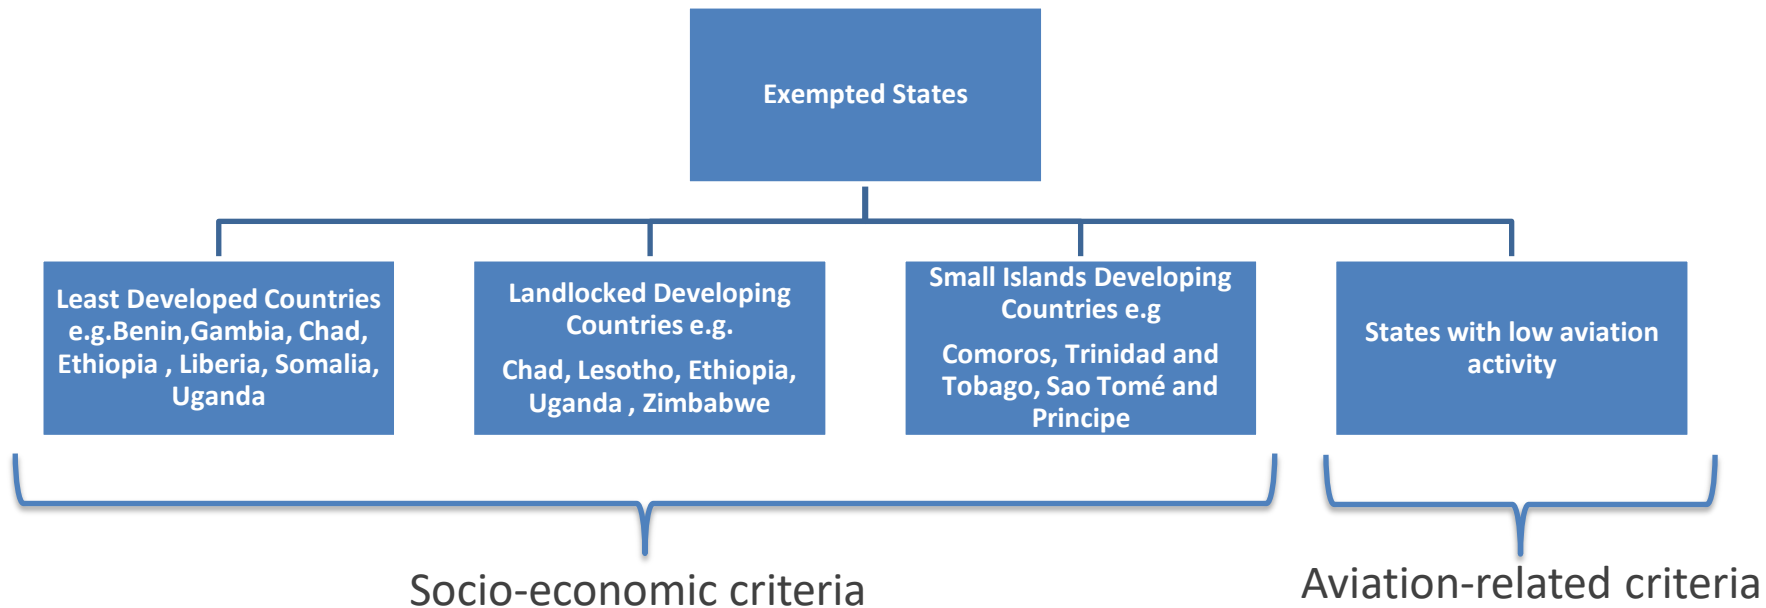 Exempted States
Least Developed Countries
e.g.Benin,Gambia, Chad,
Ethiopia , Liberia, Somalia,
Uganda
Landlocked Developing
Countries e.g.
Chad, Lesotho, Ethiopia,
Uganda , Zimbabwe
Small Islands Developing
Countries e.g
Comoros, Trinidad and
Tobago, Sao Tomé and
Principe
States with low aviation
activity
Socio-economic criteria
Aviation-related criteria